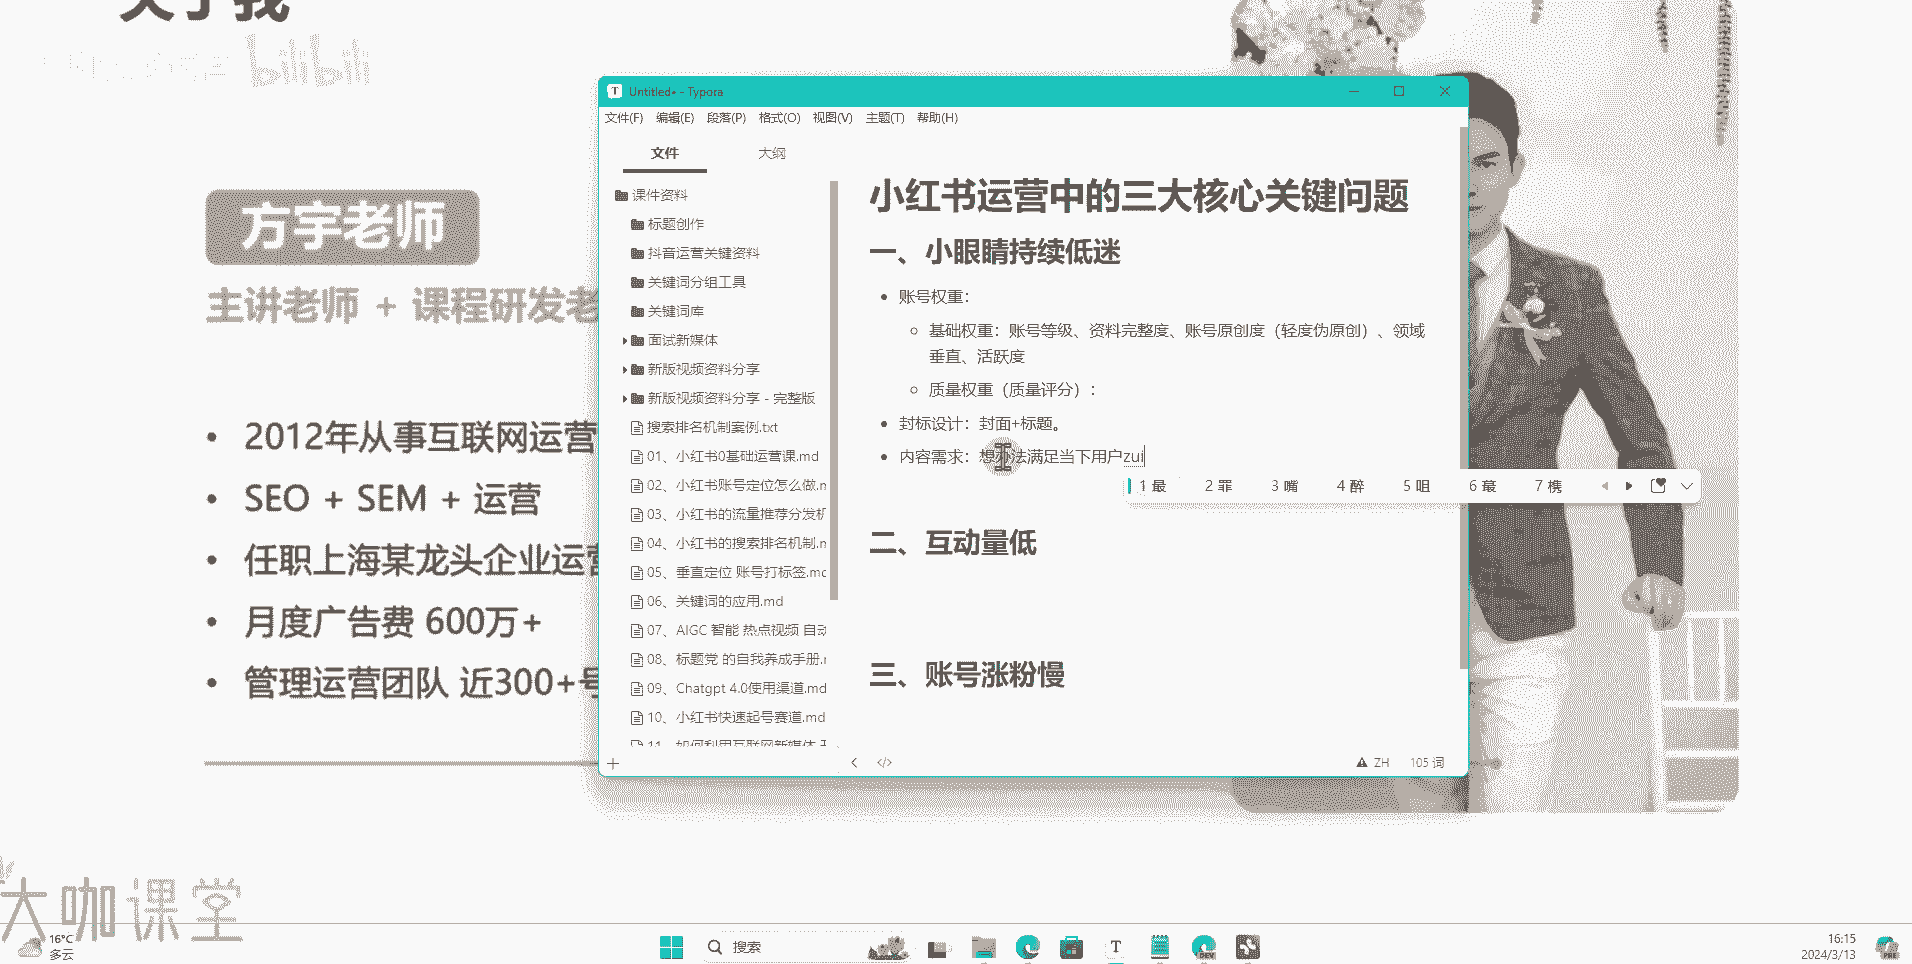 关于我
bilibili
方宇老师
主讲老师 + 课程研发老
• 2012年从事互联网运营
• SEO + SEM + 运营
• 任职上海某龙头企业运营
• 月度广告费 600万+
• 管理运营团队 近300+号
Untitled• - Typora
文件(F) 编辑(E) 段落(P) 格式(O) 视图(V) 主题(T) 帮助(H)
文件 大纲
课件资料
标题创作
抖音运营关键资料
关键词分组工具
关键词库
面试新媒体
新版视频资料分享
新版视频资料分享 - 完整版
搜索排名机制案例.txt
01、小红书0基础运营课.md
02、小红书账号定位怎么做.m
03、小红书的流量推荐分发机
04、小红书的搜索排名机制.m
05、垂直定位 账号打标签.mc
06、关键词的应用.md
07、AIGC 智能 热点视频 自动
08、标题党 的自我养成手册.m
09、Chatgpt 4.0使用渠道.md
10、小红书快速起号赛道.md
11、如何利用互联网新媒体
小红书运营中的三大核心关键问题
一、小眼睛持续低迷
• 账号权重：
基础权重：账号等级、资料完整度、账号原创度（轻度伪原创）、领域
垂直、活跃度
质量权重（质量评分）：
• 封标设计：封面+标题。
• 内容需求：想办法满足当下用户zui
1 最 2 罪 3 嘴 4 醉 5 咀 6 蕞 7 槜
二、互动量低
三、账号涨粉慢
ZH 105 词
大咖课堂
16°C
多云
搜索
T
DEV
16:15
2024/3/13
PRE